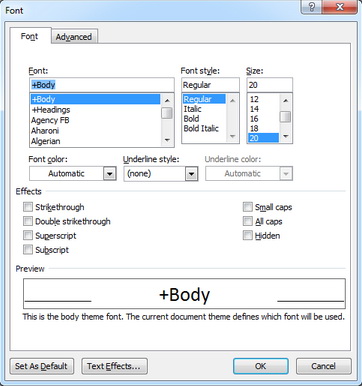 Font
Font Advanced
Font: Font style: Size:
+Body Regular 20
+Body Regular 12
+Headings Italic 14
Agency FB Bold 16
Aharoni Bold Italic 18
Algerian 20
Font color: Underline style: Underline color:
Automatic (none) Automatic
Effects
Strikethrough Small caps
Double strikethrough All caps
Superscript Hidden
Subscript
Preview
+Body
This is the body theme font. The current document theme defines which font will be used.
Set As Default Text Effects... OK Cancel